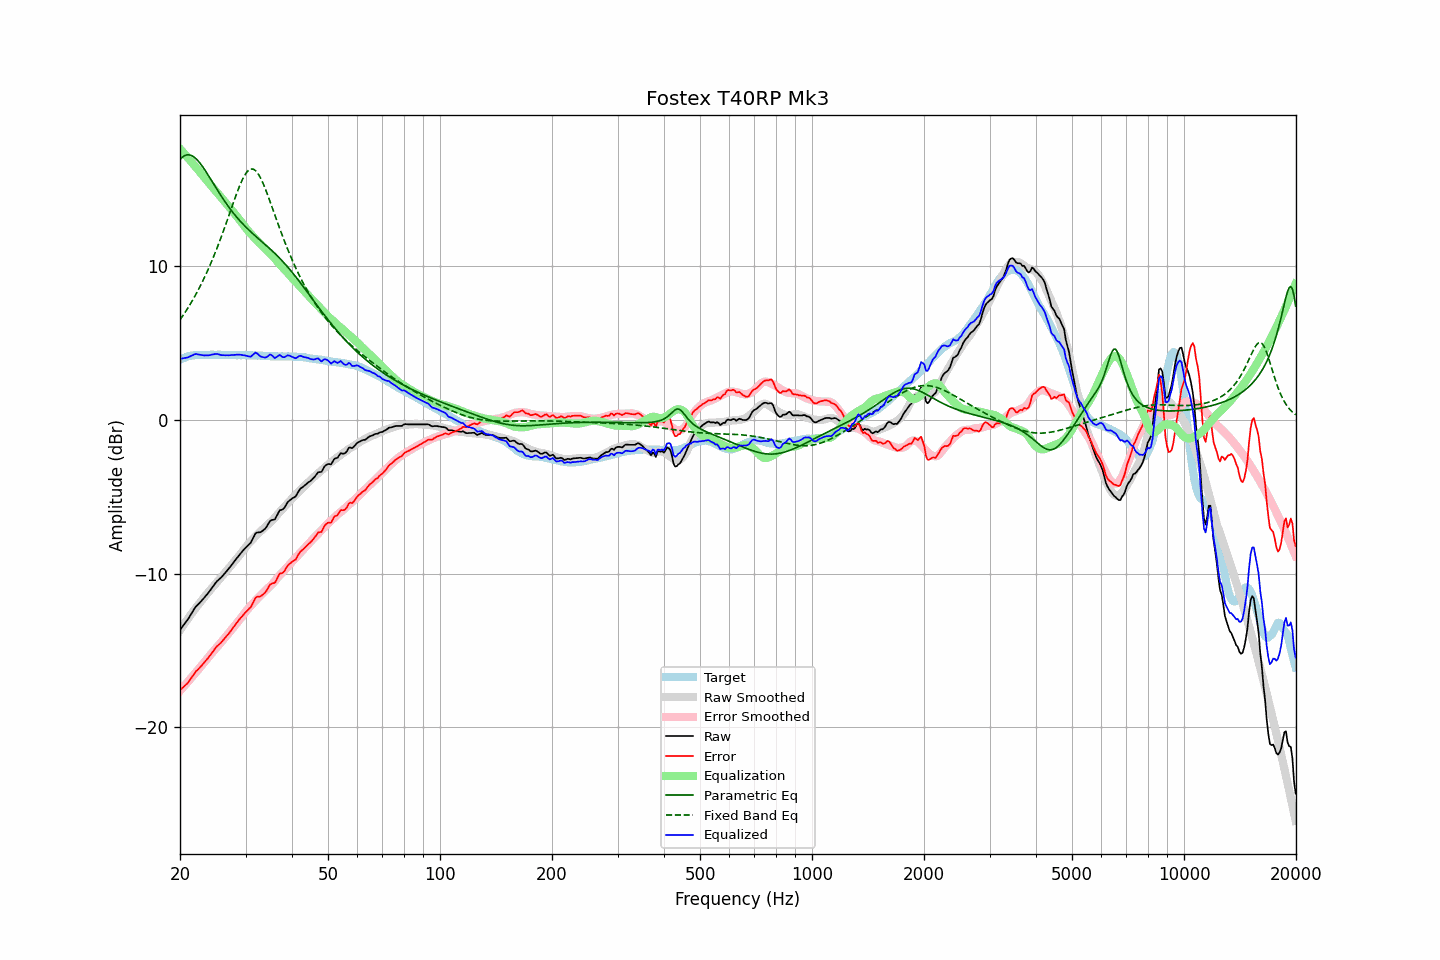 Fostex T40RP Mk3
Amplitude (dBr)
10
0
−10
−20
Target
Raw Smoothed
Error Smoothed
Raw
Error
Equalization
Parametric Eq
Fixed Band Eq
Equalized
20 50 100 200 500 1000 2000 5000 10000 20000
Frequency (Hz)